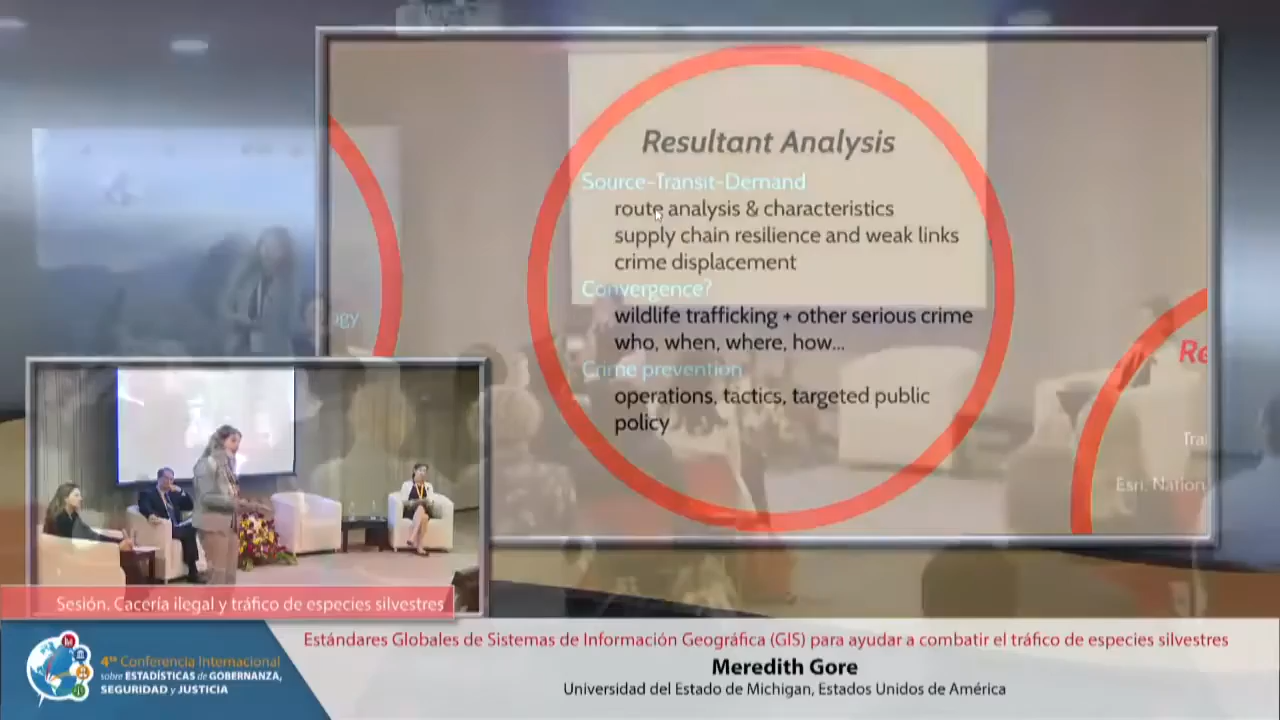 Resultant Analysis
Source-Transit-Demand
route analysis & characteristics
supply chain resilience and weak links
crime displacement
Convergence?
wildlife trafficking + other serious crime
who, when, where, how...
Crime prevention
operations, tactics, targeted public
policy
Esri, Nation
Sesión. Cacería ilegal y tráfico de especies silvestres
4ta Conferencia Internacional
sobre ESTADÍSTICAS de GOBERNANZA,
SEGURIDAD y JUSTICIA
Estándares Globales de Sistemas de Información Geográfica (GIS) para ayudar a combatir el tráfico de especies silvestres
Meredith Gore
Universidad del Estado de Michigan, Estados Unidos de América